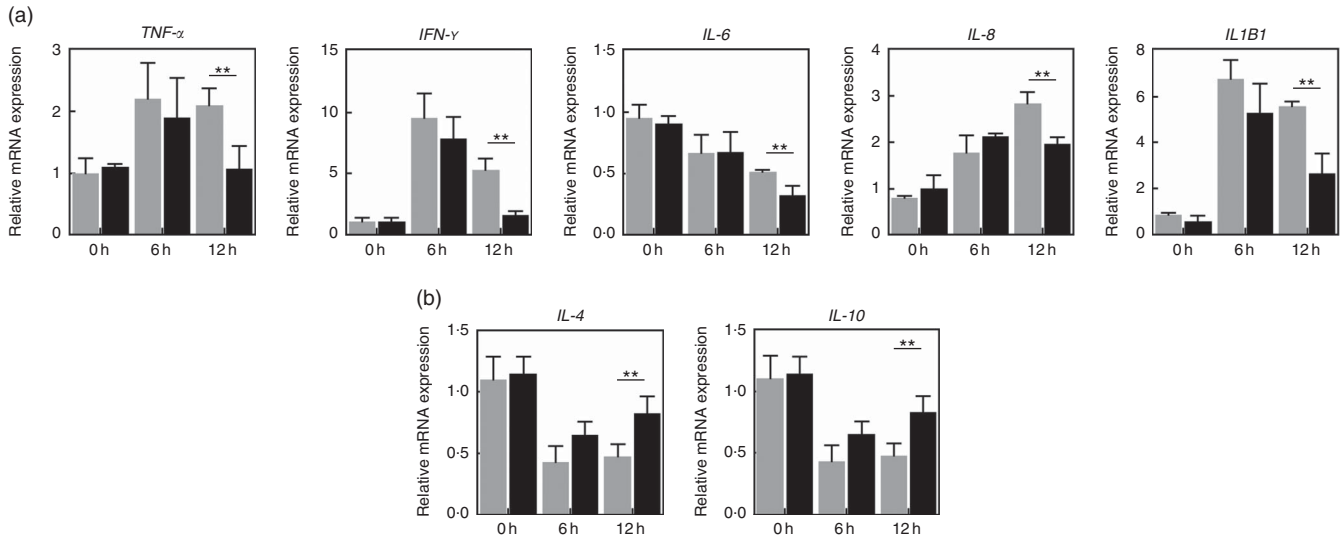 (a)
TNF-α
Relative mRNA expression
3
2
1
0
0 h 6 h 12 h
**
IFN-γ
Relative mRNA expression
15
10
5
0
0 h 6 h 12 h
**
IL-6
Relative mRNA expression
1·5
1·0
0·5
0·0
0 h 6 h 12 h
**
IL-8
Relative mRNA expression
4
3
2
1
0
0 h 6 h 12 h
**
IL1B1
Relative mRNA expression
8
6
4
2
0
0 h 6 h 12 h
**
(b)
IL-4
Relative mRNA expression
1·5
1·0
0·5
0·0
0 h 6 h 12 h
**
IL-10
Relative mRNA expression
1·5
1·0
0·5
0·0
0 h 6 h 12 h
**